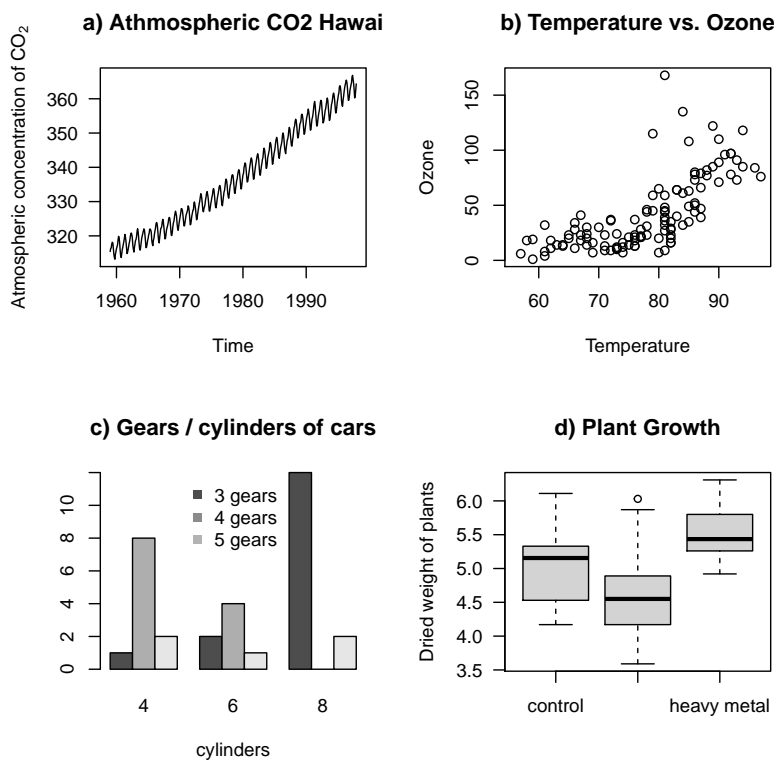 a) Athmospheric CO2 Hawai
Atmospheric concentration of CO₂
360
350
340
330
320
1960 1970 1980 1990
Time
b) Temperature vs. Ozone
Ozone
150
100
50
0
60 70 80 90
Temperature
c) Gears / cylinders of cars
10
8
6
4
2
0
3 gears
4 gears
5 gears
4 6 8
cylinders
d) Plant Growth
Dried weight of plants
6.0
5.5
5.0
4.5
4.0
3.5
control heavy metal